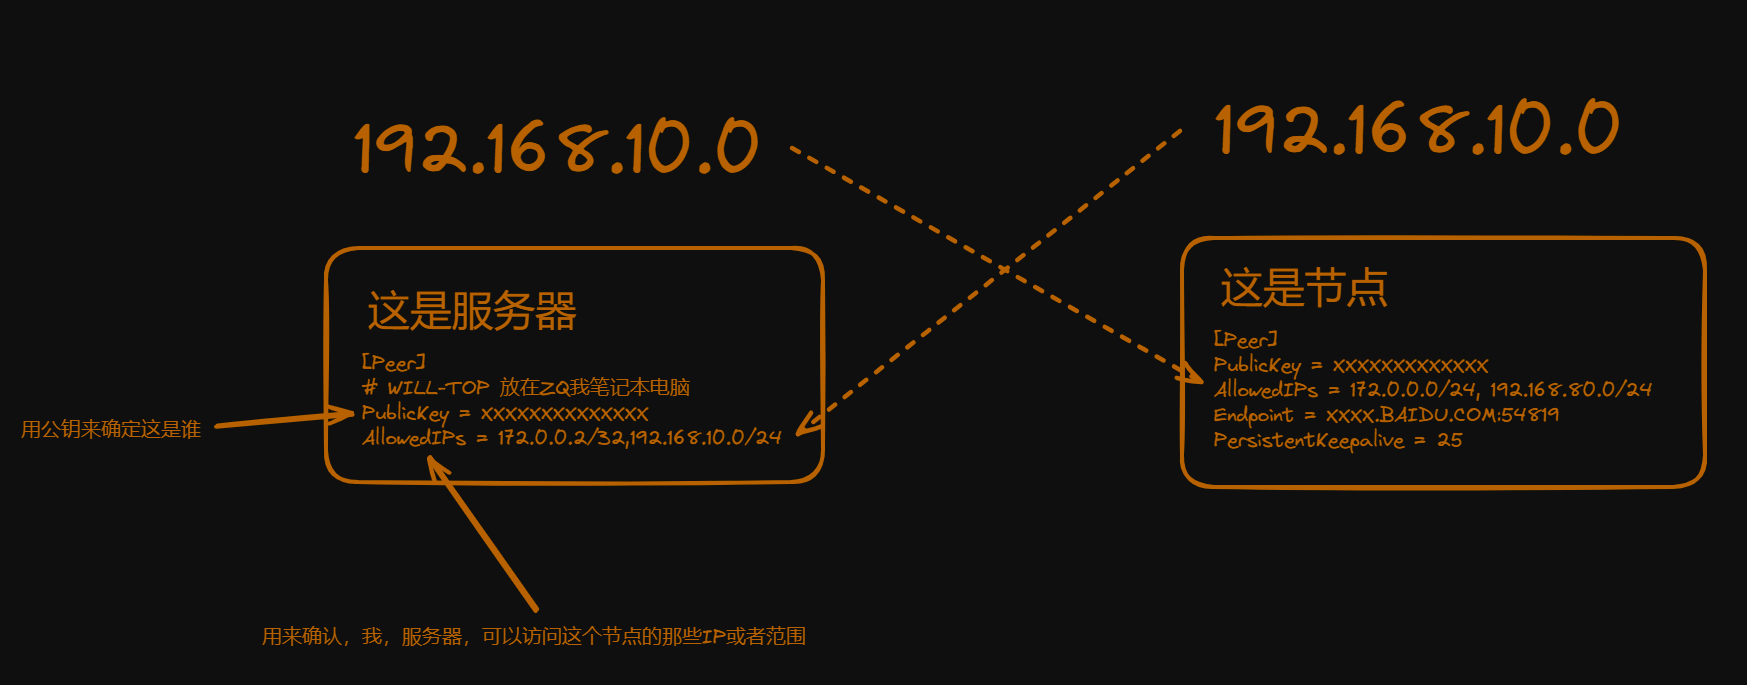 192.168.10.0
这是服务器
[Peer]
# WILL-TOP 放在ZQ我笔记本电脑
PublicKey = XXXXXXXXXXXXXX
AllowedIPs = 172.0.0.2/32,192.168.10.0/24
用公钥来确定这是谁
用来确认，我，服务器，可以访问这个节点的那些IP或者范围
192.168.10.0
这是节点
[Peer]
PublicKey = XXXXXXXXXXXXX
AllowedIPs = 172.0.0.0/24, 192.168.80.0/24
Endpoint = xxxx.BAIDU.COM:54819
PersistentKeepalive = 25